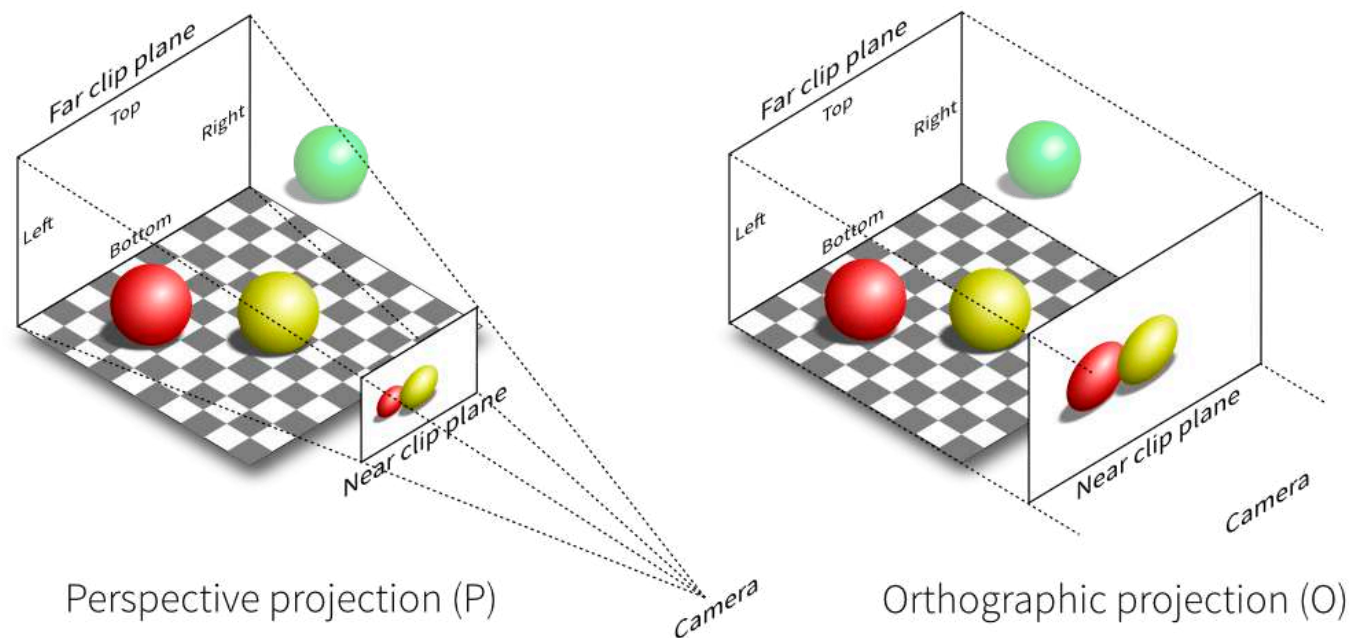 Far clip plane
Top
Right
Left
Bottom
Near clip plane
Camera
Perspective projection (P)
Far clip plane
Top
Right
Left
Bottom
Near clip plane
Camera
Orthographic projection (O)